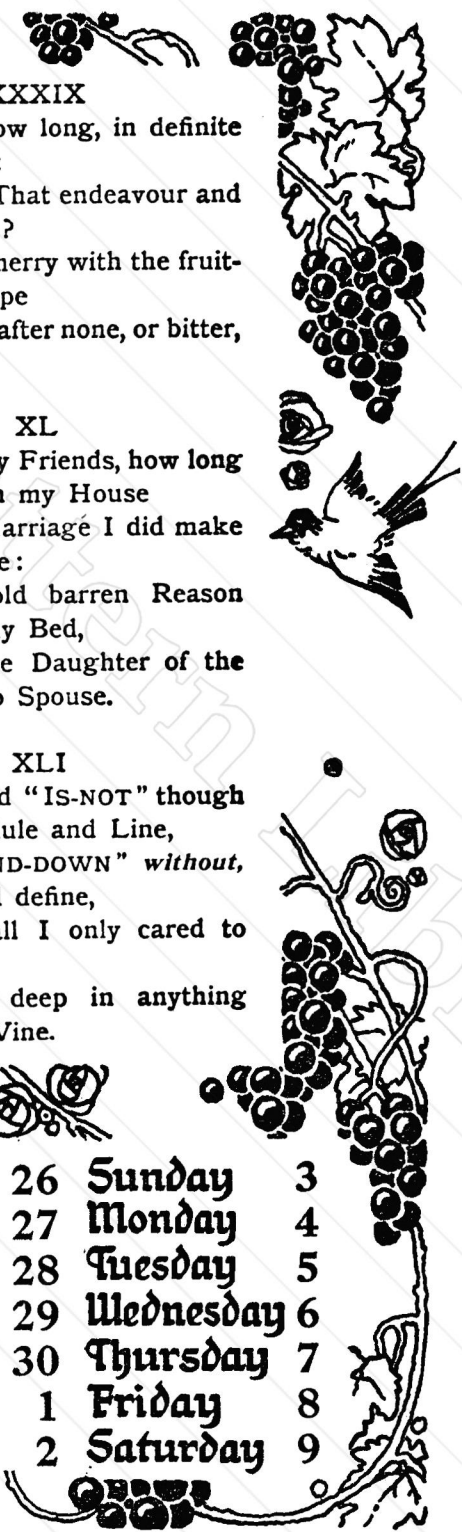 XXXIX
ow long, in definite
:
That endeavour and
?
nerry with the fruit-
pe
after none, or bitter,
XL
y Friends, how long
n my House
arriage I did make
e:
old barren Reason
y Bed,
e Daughter of the
o Spouse.
XLI
d "IS-NOT" though
ule and Line,
ND-DOWN" without,
l define,
all I only cared to
deep in anything
Vine.
26 Sunday 3
27 Monday 4
28 Tuesday 5
29 Wednesday 6
30 Thursday 7
1 Friday 8
2 Saturday 9